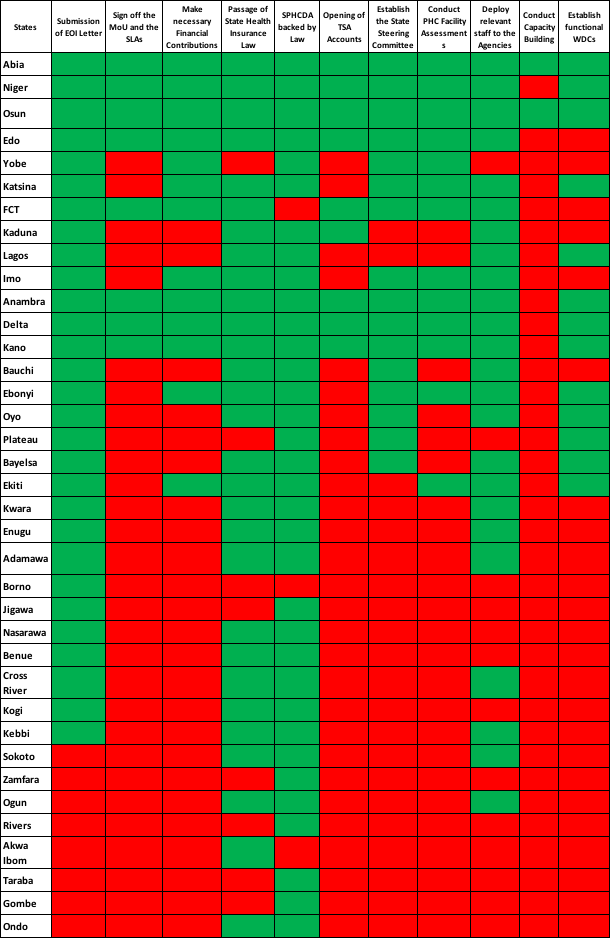 States
Submission
of EOI Letter
Sign off the
MoU and the
SLAs
Make
necessary
Financial
Contributions
Passage of
State Health
Insurance
Law
SPHCDA
backed by
Law
Opening of
TSA
Accounts
Establish
the State
Steering
Committee
Conduct
PHC Facility
Assessment
s
Deploy
relevant
staff to the
Agencies
Conduct
Capacity
Building
Establish
functional
WDCs
Abia
Niger
Osun
Edo
Yobe
Katsina
FCT
Kaduna
Lagos
Imo
Anambra
Delta
Kano
Bauchi
Ebonyi
Oyo
Plateau
Bayelsa
Ekiti
Kwara
Enugu
Adamawa
Borno
Jigawa
Nasarawa
Benue
Cross
River
Kogi
Kebbi
Sokoto
Zamfara
Ogun
Rivers
Akwa
Ibom
Taraba
Gombe
Ondo